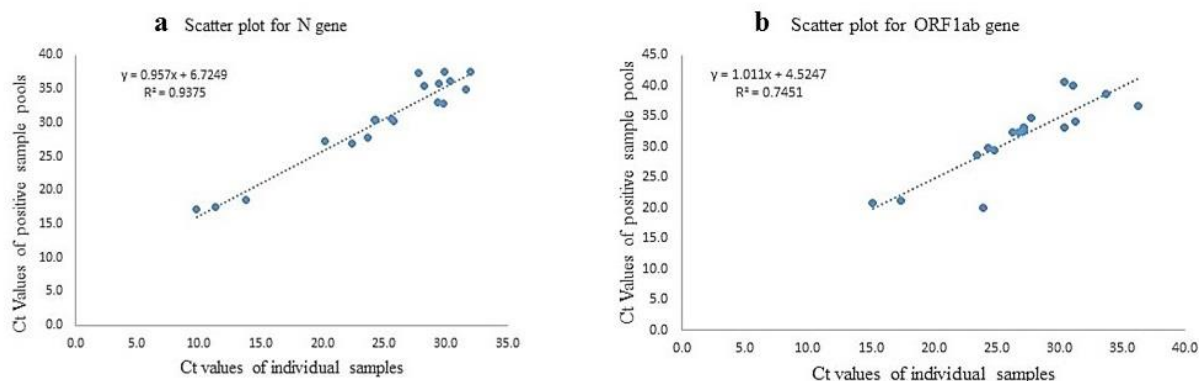 a Scatter plot for N gene
y = 0.957x + 6.7249
R² = 0.9375
Ct Values of positive sample pools
40.0
35.0
30.0
25.0
20.0
15.0
10.0
5.0
0.0
0.0 5.0 10.0 15.0 20.0 25.0 30.0 35.0
Ct values of individual samples
b Scatter plot for ORF1ab gene
y = 1.011x + 4.5247
R² = 0.7451
Ct Values of positive sample pools
45.0
40.0
35.0
30.0
25.0
20.0
15.0
10.0
5.0
0.0
0.0 5.0 10.0 15.0 20.0 25.0 30.0 35.0 40.0
Ct values of individual samples